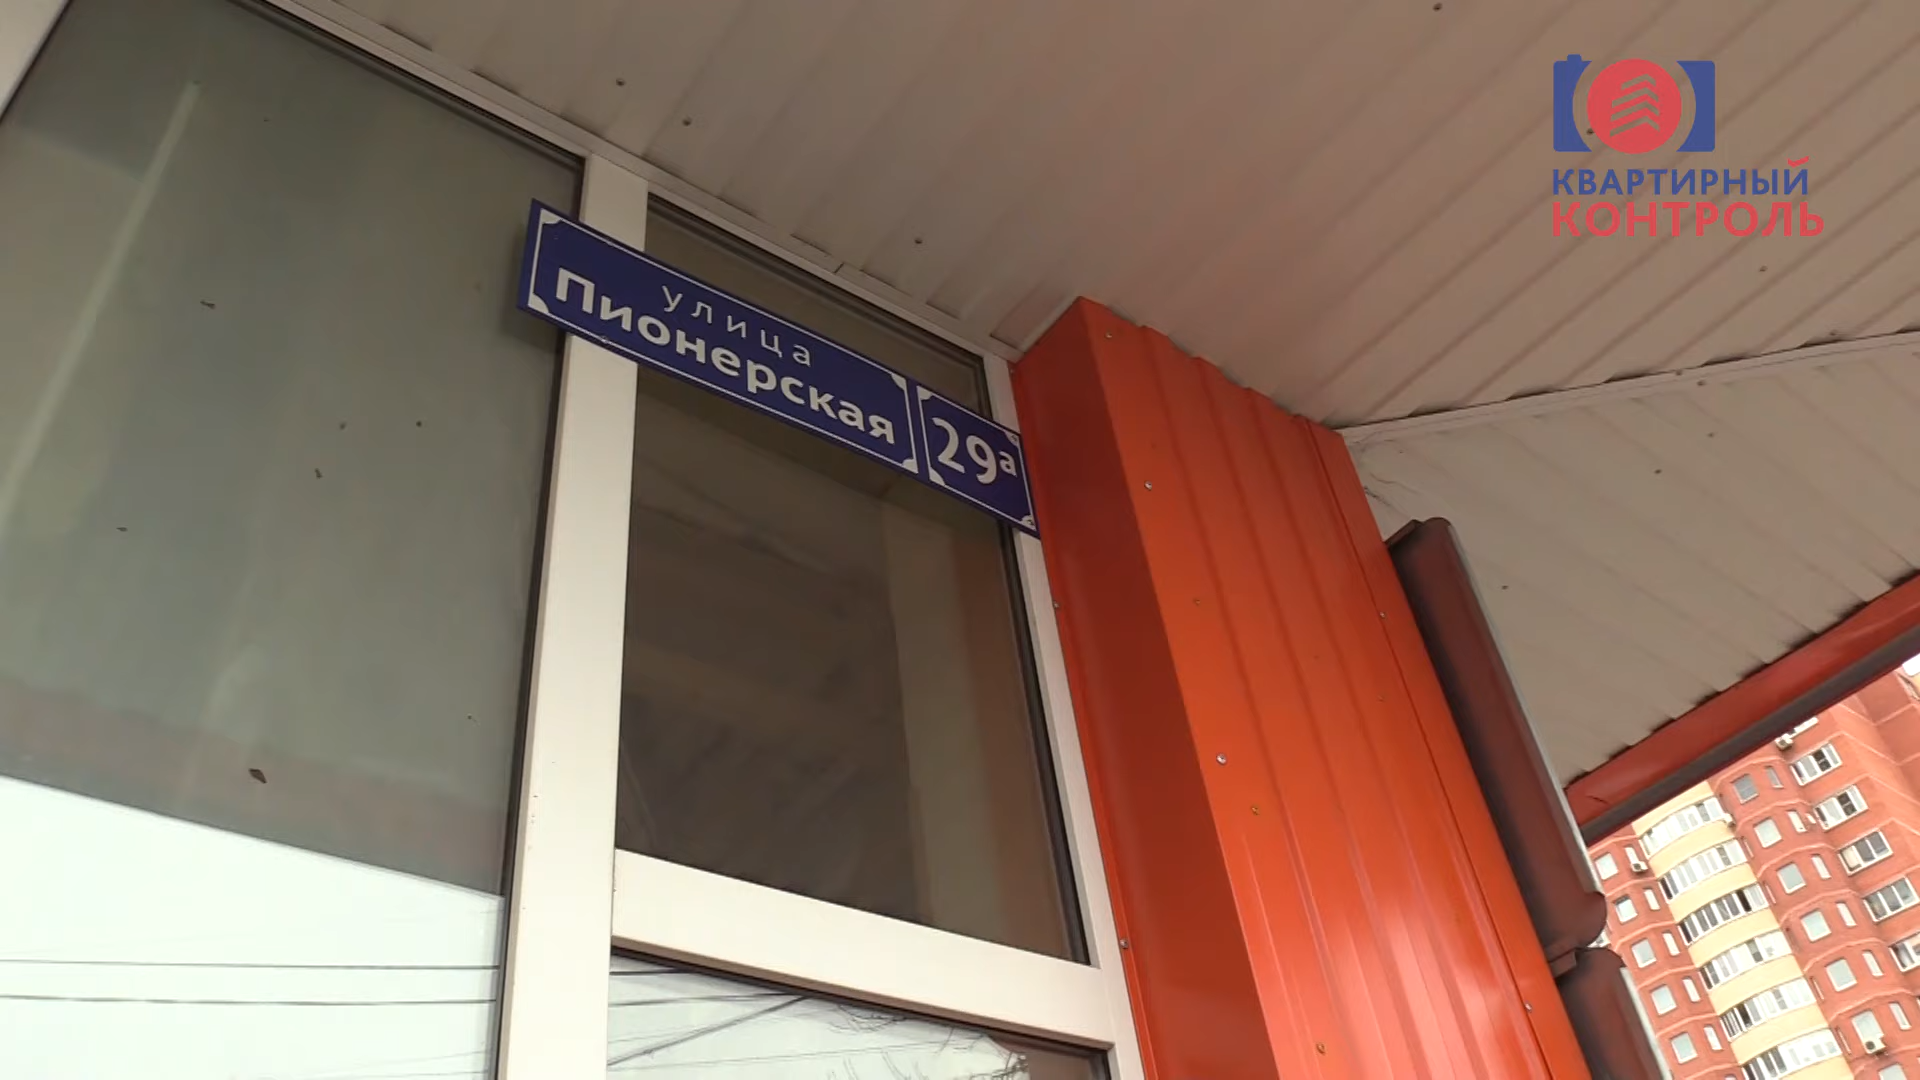 КВАРТИРНЫЙ
КОНТРОЛЬ
улица
Пионерская
29а